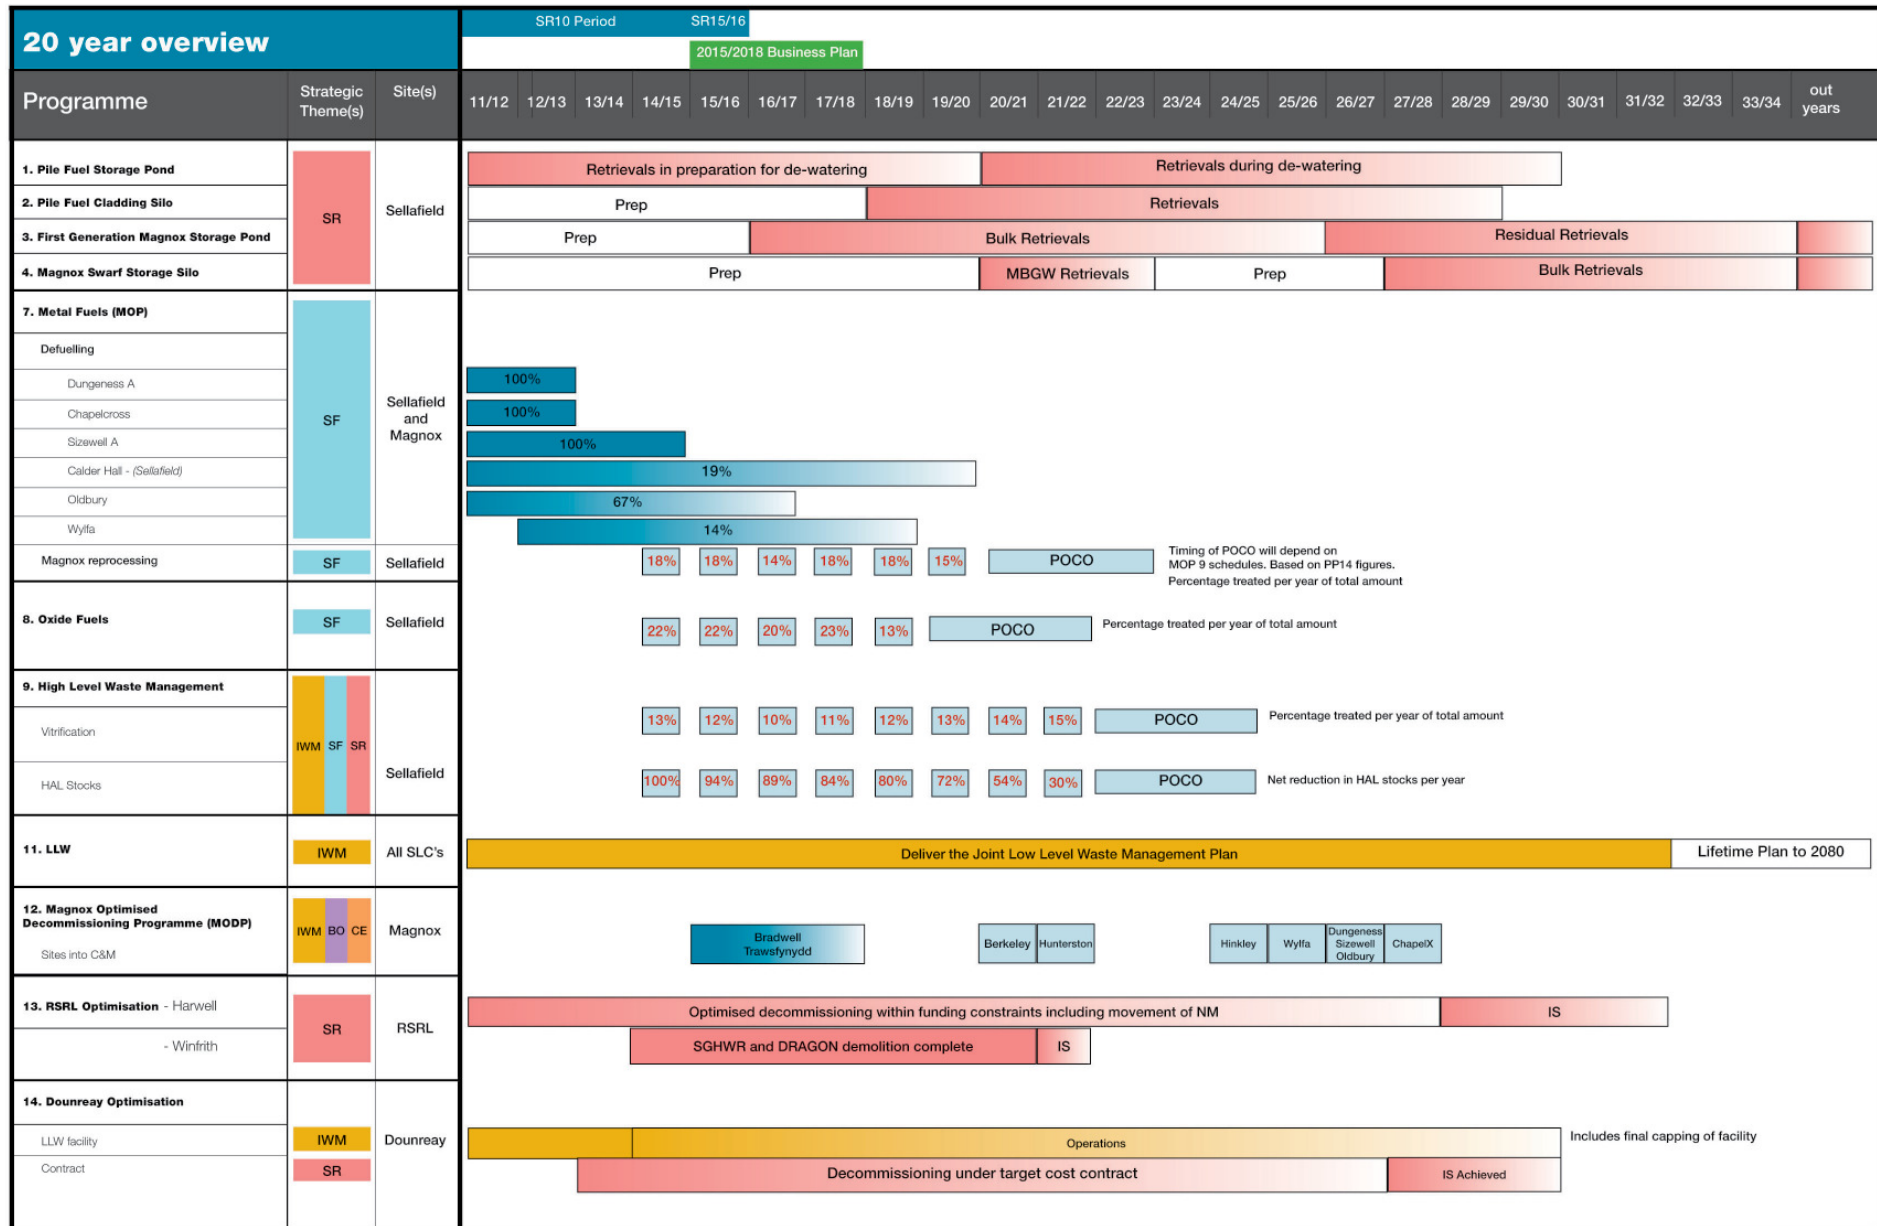 20 year overview
SR10 Period
SR15/16
2015/2018 Business Plan
Programme
Strategic
Theme(s)
Site(s)
11/12 12/13 13/14 14/15 15/16 16/17 17/18 18/19 19/20 20/21 21/22 22/23 23/24 24/25 25/26 26/27 27/28 28/29 29/30 30/31 31/32 32/33 33/34 out
years
1. Pile Fuel Storage Pond
Retrievals in preparation for de-watering
Retrievals during de-watering
2. Pile Fuel Cladding Silo
SR
Sellafield
Prep
Retrievals
3. First Generation Magnox Storage Pond
Prep
Bulk Retrievals
Residual Retrievals
4. Magnox Swarf Storage Silo
Prep
MBGW Retrievals
Prep
Bulk Retrievals
7. Metal Fuels (MOP)
Defuelling
SF
Sellafield
and
Magnox
Dungeness A
100%
Chapelcross
100%
Sizewell A
100%
Calder Hall - (Sellafield)
19%
Oldbury
67%
Wylfa
14%
Magnox reprocessing
SF
Sellafield
18% 18% 14% 18% 18% 15%
POCO
Timing of POCO will depend on
MOP 9 schedules. Based on PP14 figures.
Percentage treated per year of total amount
8. Oxide Fuels
SF
Sellafield
22% 22% 20% 23% 13%
POCO
Percentage treated per year of total amount
9. High Level Waste Management
IWM SF SR
Sellafield
Vitrification
13% 12% 10% 11% 12% 13% 14% 15%
POCO
Percentage treated per year of total amount
HAL Stocks
100% 94% 89% 84% 80% 72% 54% 30%
POCO
Net reduction in HAL stocks per year
11. LLW
IWM
All SLC's
Deliver the Joint Low Level Waste Management Plan
Lifetime Plan to 2080
12. Magnox Optimised
Decommissioning Programme (MODP)
Sites into C&M
IWM BO CE
Magnox
Bradwell
Trawsfynydd
Berkeley
Hunterston
Hinkley
Wylfa
Dungeness
Sizewell
Oldbury
ChapelX
13. RSRL Optimisation - Harwell
SR
RSRL
Optimised decommissioning within funding constraints including movement of NM
IS
- Winfrith
SGHWR and DRAGON demolition complete
IS
14. Dounreay Optimisation
LLW facility
IWM
Dounreay
Operations
Includes final capping of facility
Contract
SR
Decommissioning under target cost contract
IS Achieved